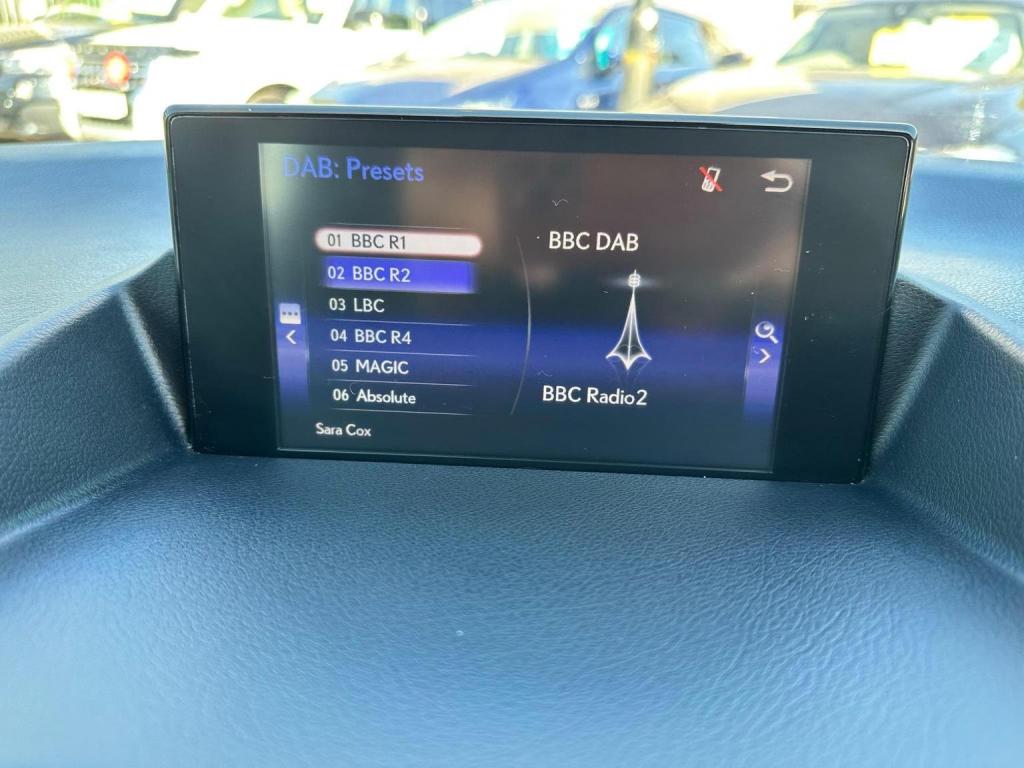 DAB: Presets
01 BBC R1
02 BBC R2
03 LBC
04 BBC R4
05 MAGIC
06 Absolute
Sara Cox
BBC DAB
BBC Radio2